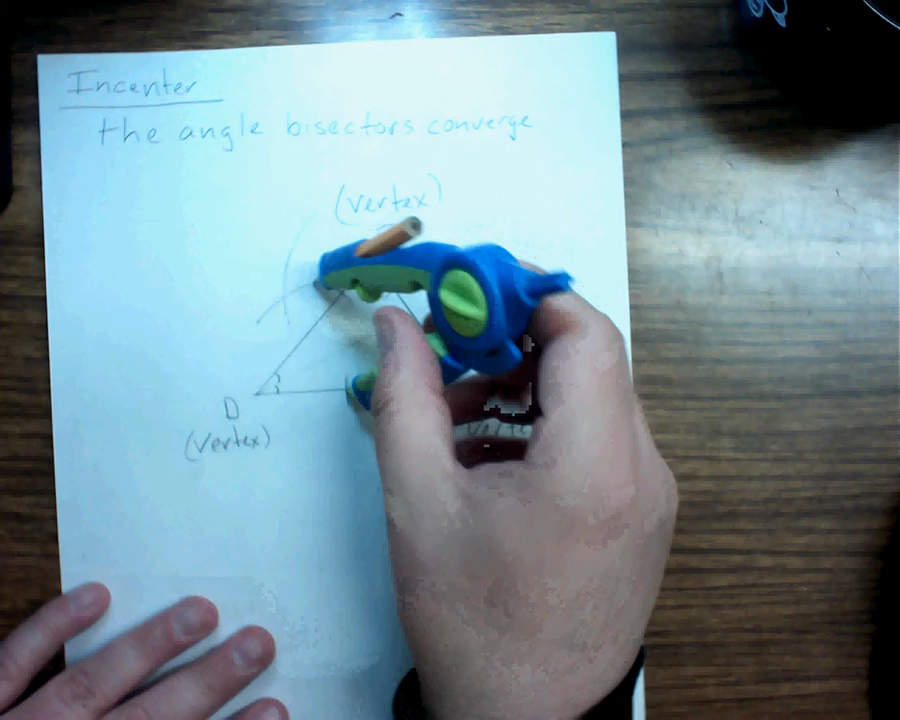 Incenter
the angle bisectors converge
(vertex)
D
(vertex)